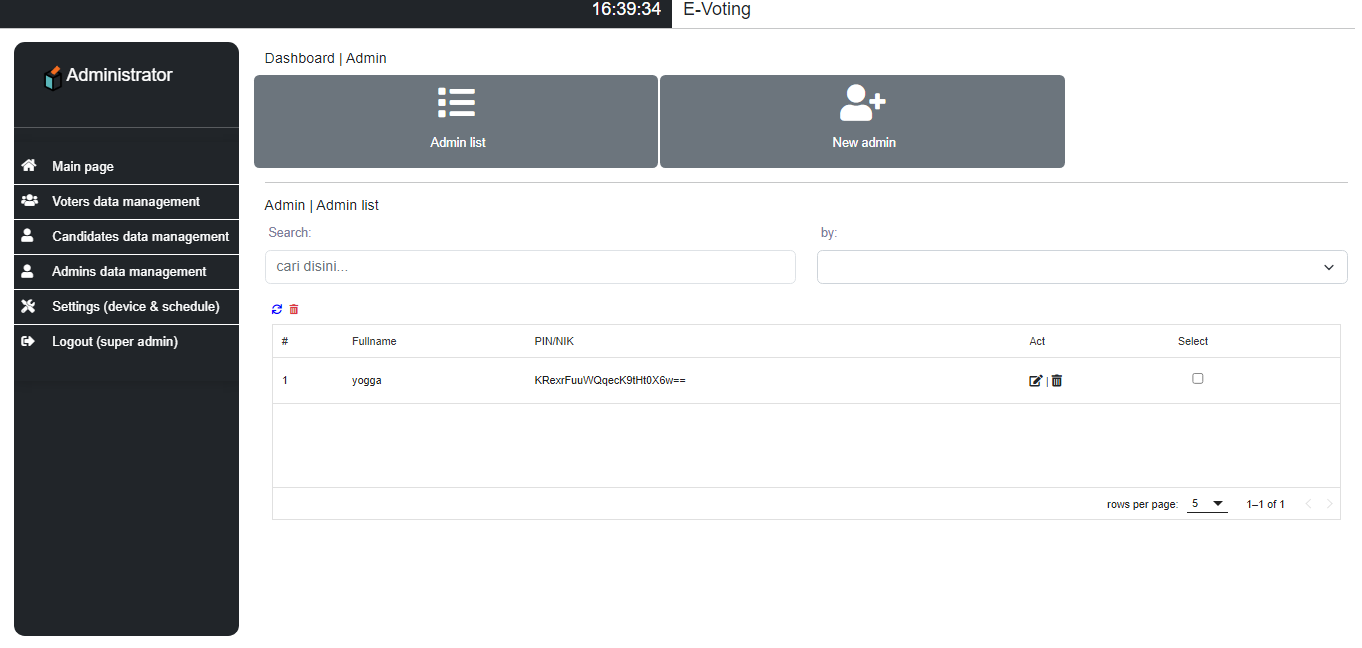 16:39:34 E-Voting
Administrator
Main page
Voters data management
Candidates data management
Admins data management
Settings (device & schedule)
Logout (super admin)
Dashboard | Admin
Admin list
New admin
Admin | Admin list
Search:
by:
cari disini...
# Fullname PIN/NIK Act Select
1 yogga KRexrFuuWQqecK9tHt0X6w== |
rows per page: 5 1–1 of 1